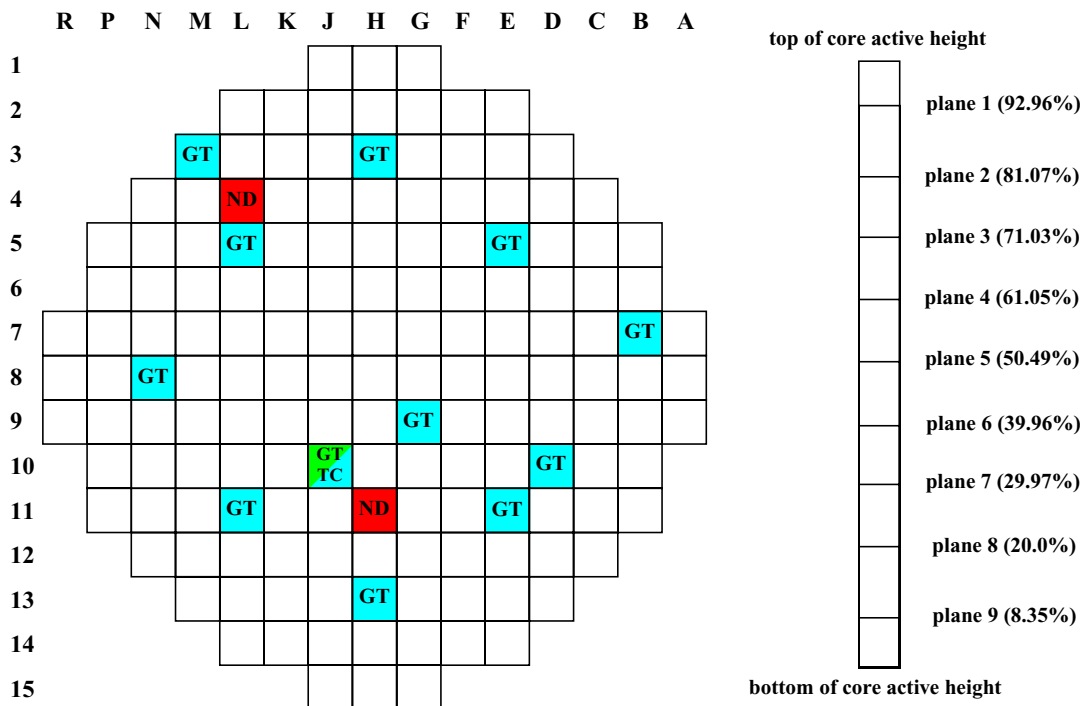 R P N M L K J H G F E D C B A
top of core active height
1
plane 1 (92.96%)
2
3 GT GT
plane 2 (81.07%)
4 ND
5 GT GT
plane 3 (71.03%)
6
plane 4 (61.05%)
7 GT
plane 5 (50.49%)
8 GT
9 GT
plane 6 (39.96%)
10 GT
TC GT
plane 7 (29.97%)
11 GT ND GT
12
plane 8 (20.0%)
13 GT
plane 9 (8.35%)
14
15
bottom of core active height